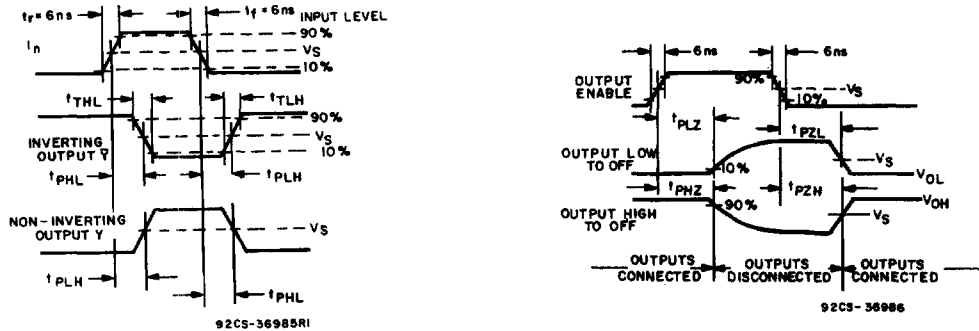 tr=6ns
tf=6ns
INPUT LEVEL
In
90%
VS
10%
tTHL
tTLH
90%
VS
10%
INVERTING
OUTPUT Y̅
tPHL
tPLH
NON-INVERTING
OUTPUT Y
VS
tPLH
tPHL
92CS-36985R1
6ns
6ns
OUTPUT
ENABLE
90%
VS
10%
tPLZ
tPZL
OUTPUT LOW
TO OFF
10%
VS
VOL
tPHZ
tPZH
OUTPUT HIGH
TO OFF
90%
VOH
VS
OUTPUTS
CONNECTED
OUTPUTS
DISCONNECTED
OUTPUTS
CONNECTED
92CS-36986